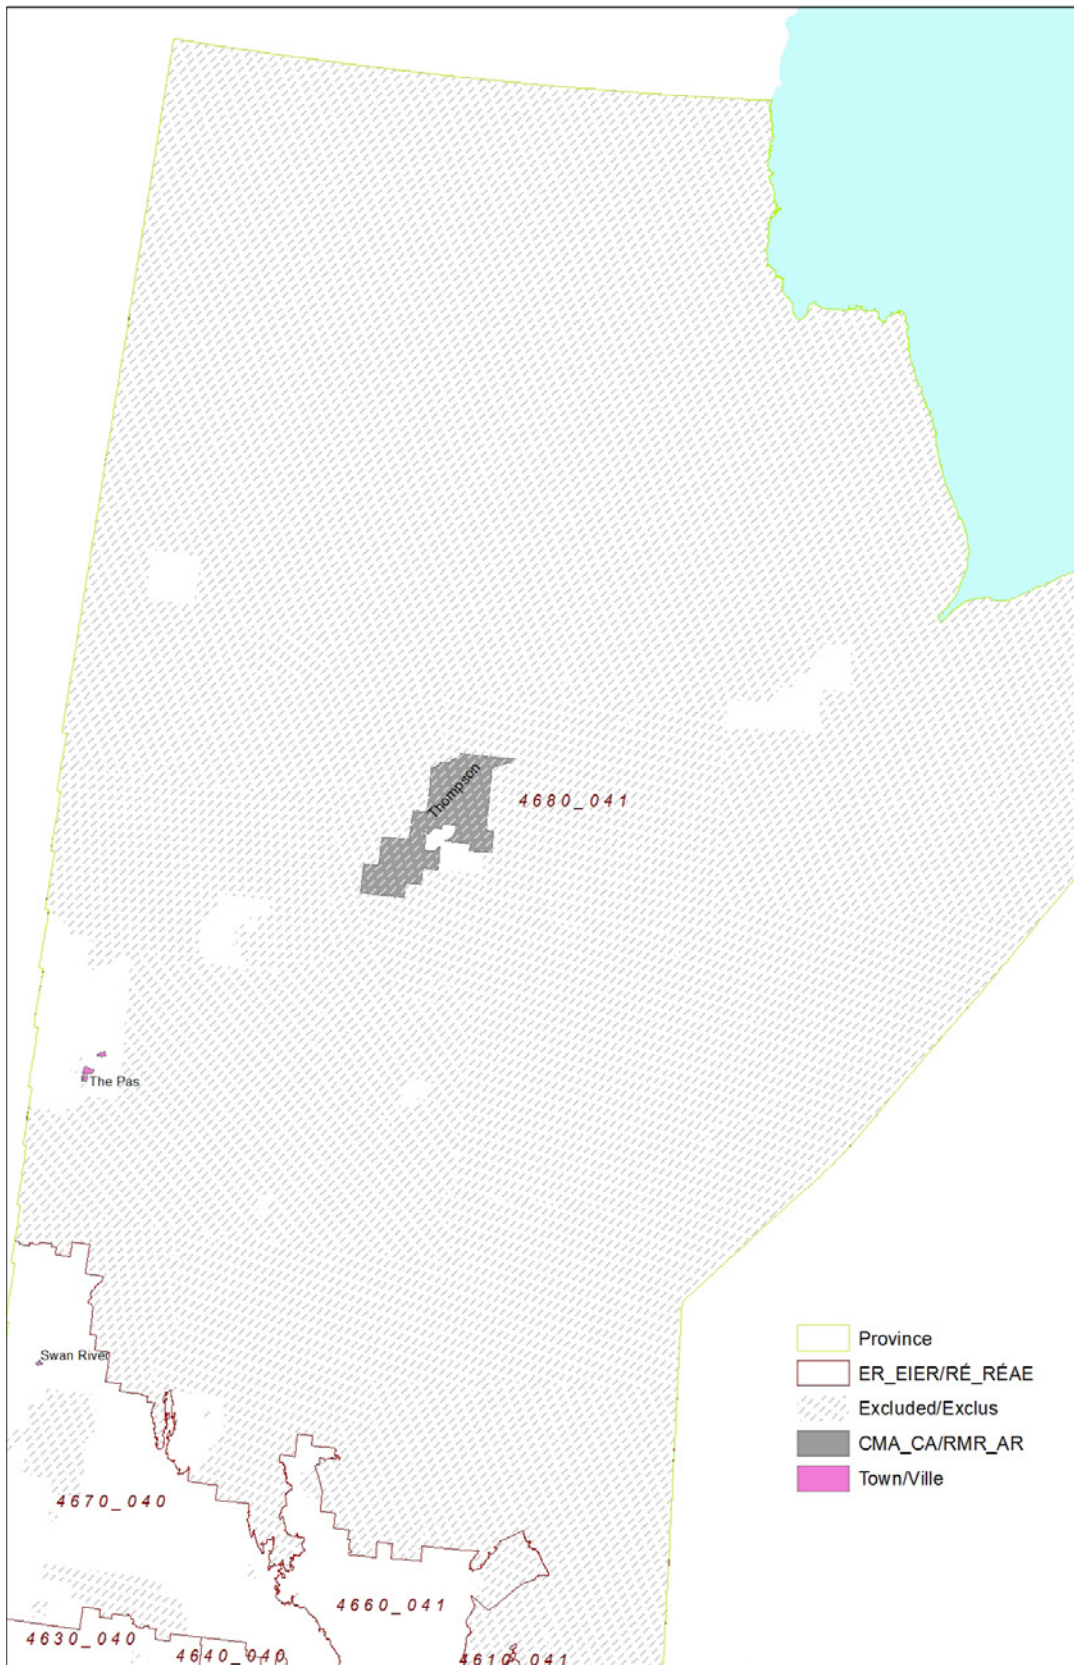 Thompson
4680_041
The Pas
Swan River
Province
ER_EIER/RÉ_RÉAE
Excluded/Exclus
CMA_CA/RMR_AR
Town/Ville
4670_040
4660_041
4630_040
4640_040
4610_041